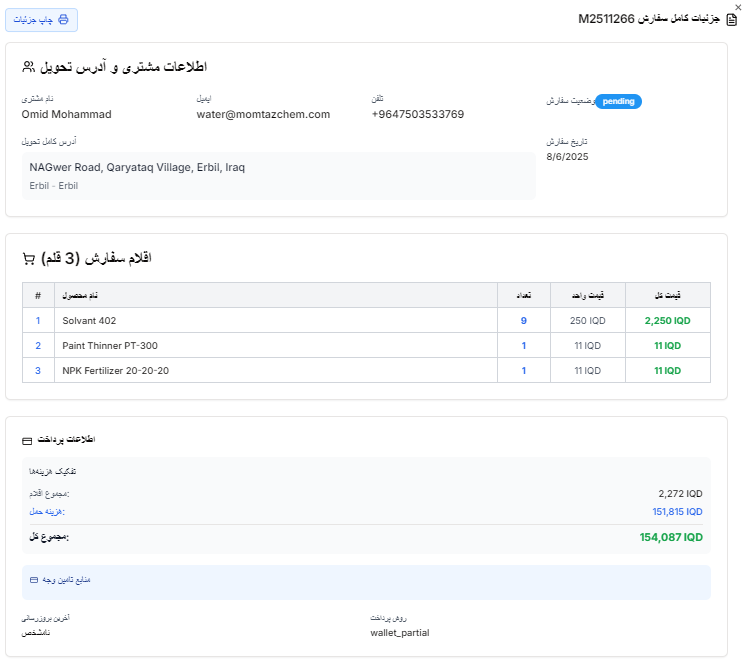 جزئیات کامل سفارش M2511266
چاپ جزئیات
اطلاعات مشتری و آدرس تحویل
نام مشتری
Omid Mohammad
ایمیل
water@momtazchem.com
تلفن
+9647503533769
وضعیت سفارش pending
آدرس کامل تحویل
NAGwer Road, Qaryataq Village, Erbil, Iraq
Erbil - Erbil
تاریخ سفارش
8/6/2025
اقلام سفارش (3 قلم)
# نام محصول تعداد قیمت واحد قیمت کل
1 Solvant 402 9 250 IQD 2,250 IQD
2 Paint Thinner PT-300 1 11 IQD 11 IQD
3 NPK Fertilizer 20-20-20 1 11 IQD 11 IQD
اطلاعات پرداخت
تفکیک هزینه‌ها
مجموع اقلام: 2,272 IQD
هزینه حمل: 151,815 IQD
مجموع کل: 154,087 IQD
منابع تامین وجه
آخرین بروزرسانی
نامشخص
روش پرداخت
wallet_partial